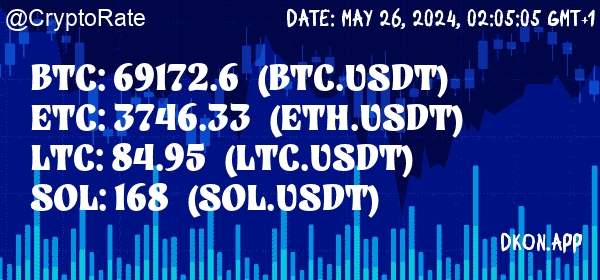 @CryptoRate
DATE: MAY 26, 2024, 02:05:05 GMT+1
BTC: 69172.6 (BTC.USDT)
ETC: 3746.33 (ETH.USDT)
LTC: 84.95 (LTC.USDT)
SOL: 168 (SOL.USDT)
DKON.APP